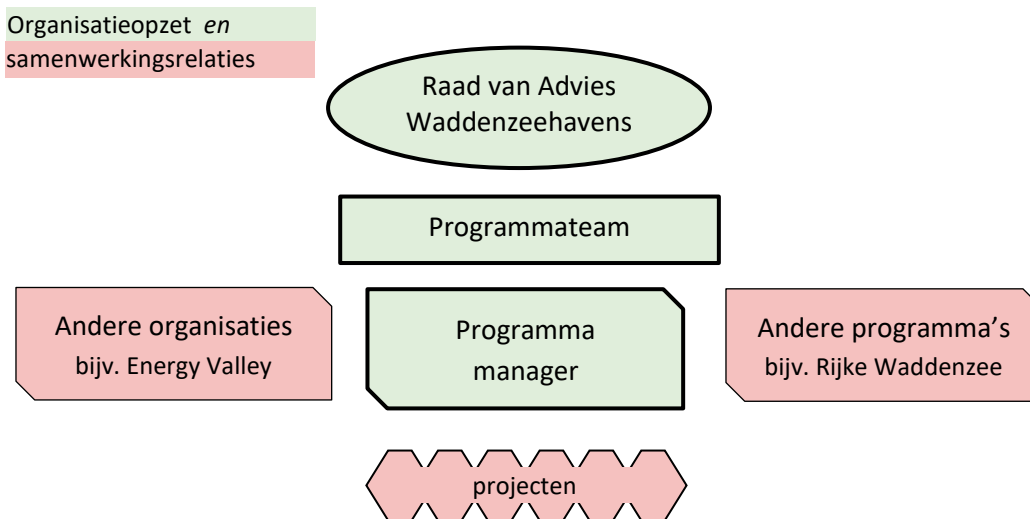 Organisatieopzet en
samenwerkingsrelaties
Raad van Advies
Waddenzeehavens
Programmateam
Andere organisaties
bijv. Energy Valley
Programma
manager
Andere programma's
bijv. Rijke Waddenzee
projecten